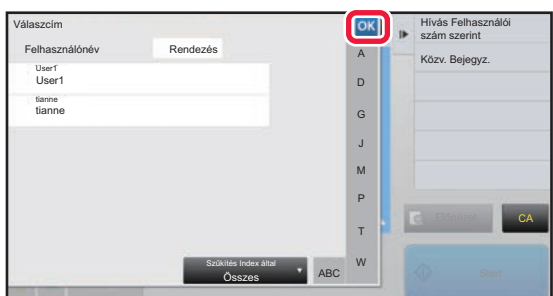 Válaszcím
OK
Felhasználónév
Rendezés
User1
User1
tianne
tianne
A
D
G
J
M
P
T
W
Szűkítés Index által
Összes
ABC
Hívás Felhasználói
szám szerint
Közv. Bejegyz.
Előnézet
CA
Start